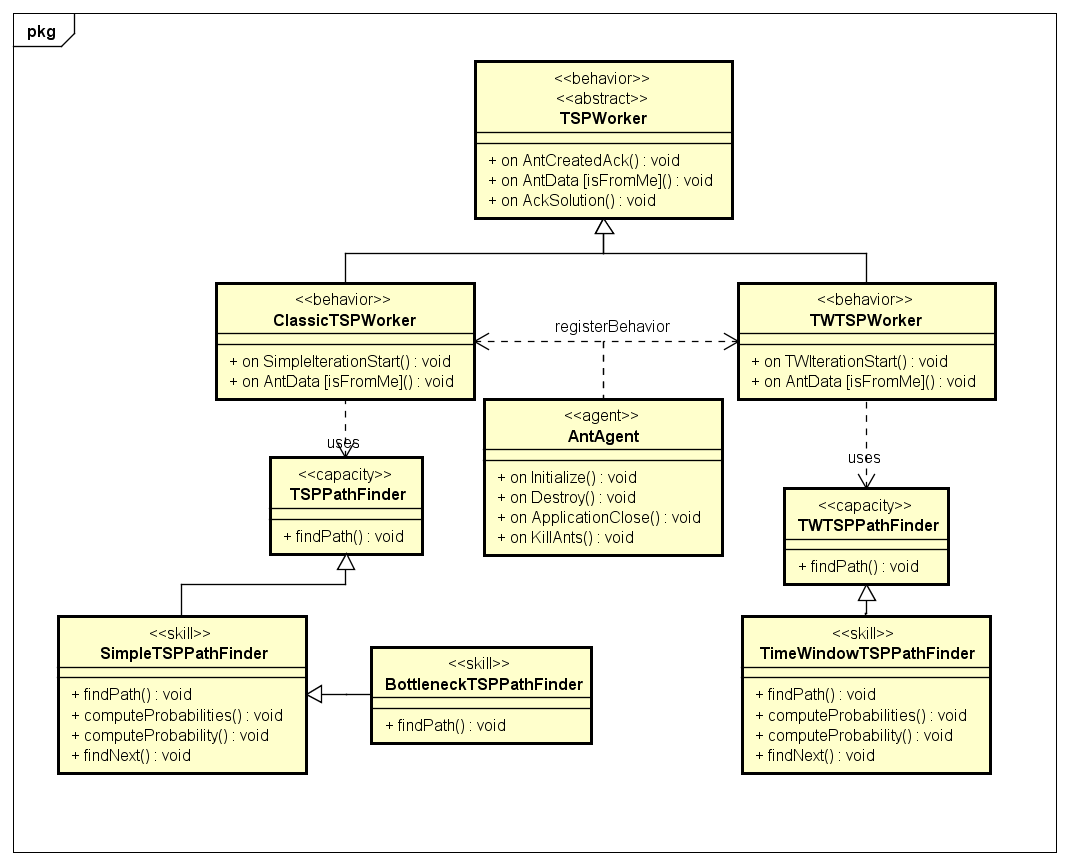 pkg
<<behavior>>
<<abstract>>
TSPWorker
+ on AntCreatedAck() : void
+ on AntData [isFromMe]() : void
+ on AckSolution() : void
<<behavior>>
ClassicTSPWorker
+ on SimpleIterationStart() : void
+ on AntData [isFromMe]() : void
registerBehavior
<<behavior>>
TWTSPWorker
+ on TWIterationStart() : void
+ on AntData [isFromMe]() : void
<<agent>>
AntAgent
+ on Initialize() : void
+ on Destroy() : void
+ on ApplicationClose() : void
+ on KillAnts() : void
uses
<<capacity>>
TSPPathFinder
+ findPath() : void
uses
<<capacity>>
TWTSPPathFinder
+ findPath() : void
<<skill>>
SimpleTSPPathFinder
+ findPath() : void
+ computeProbabilities() : void
+ computeProbability() : void
+ findNext() : void
<<skill>>
BottleneckTSPPathFinder
+ findPath() : void
<<skill>>
TimeWindowTSPPathFinder
+ findPath() : void
+ computeProbabilities() : void
+ computeProbability() : void
+ findNext() : void